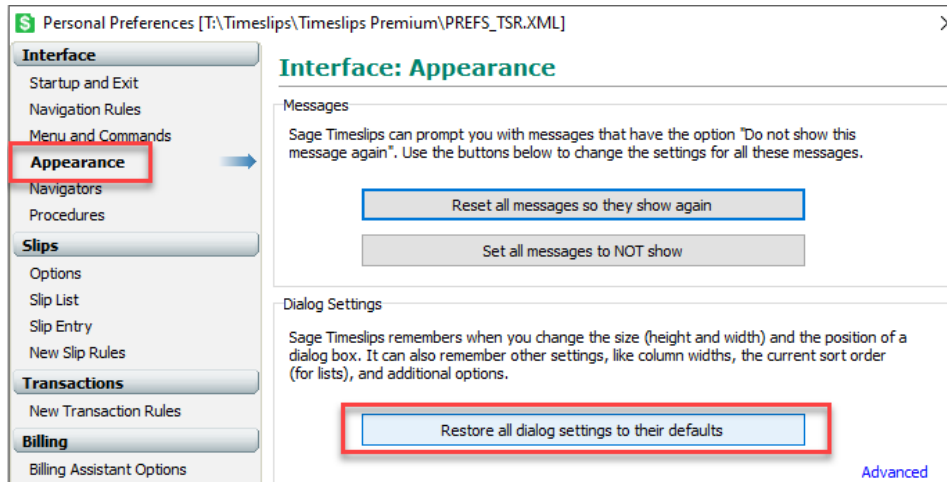 Personal Preferences [T:\Timeslips\Timeslips Premium\PREFS_TSR.XML]
Interface
Startup and Exit
Navigation Rules
Menu and Commands
Appearance
Navigators
Procedures
Slips
Options
Slip List
Slip Entry
New Slip Rules
Transactions
New Transaction Rules
Billing
Billing Assistant Options
Interface: Appearance
Messages
Sage Timeslips can prompt you with messages that have the option "Do not show this
message again". Use the buttons below to change the settings for all these messages.
Reset all messages so they show again
Set all messages to NOT show
Dialog Settings
Sage Timeslips remembers when you change the size (height and width) and the position of a
dialog box. It can also remember other settings, like column widths, the current sort order
(for lists), and additional options.
Restore all dialog settings to their defaults
Advanced